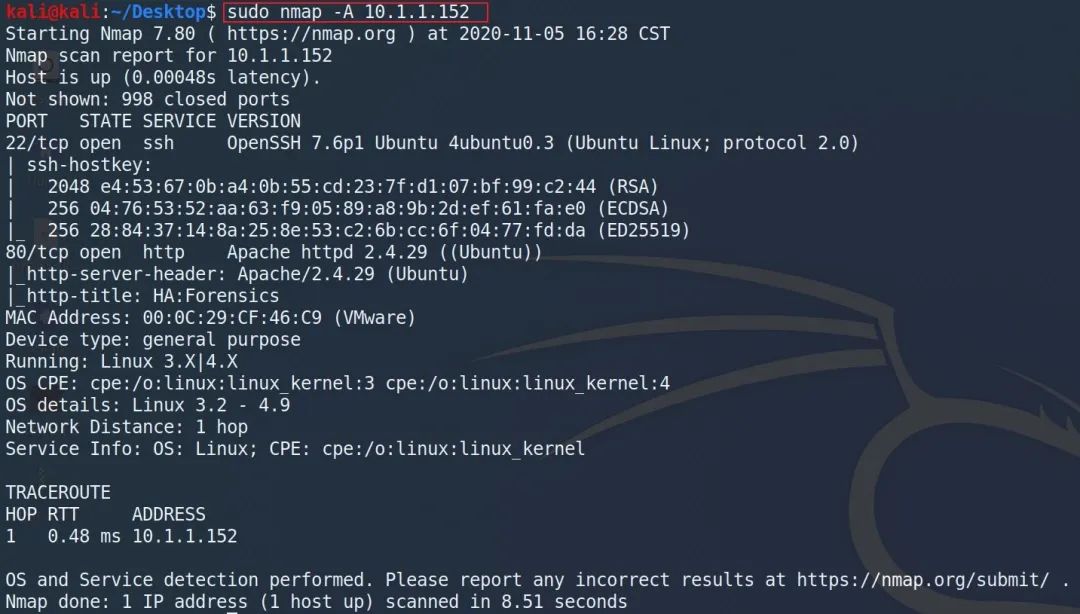 kali@kali:~/Desktop$ sudo nmap -A 10.1.1.152
Starting Nmap 7.80 ( https://nmap.org ) at 2020-11-05 16:28 CST
Nmap scan report for 10.1.1.152
Host is up (0.00048s latency).
Not shown: 998 closed ports
PORT   STATE SERVICE VERSION
22/tcp open  ssh     OpenSSH 7.6p1 Ubuntu 4ubuntu0.3 (Ubuntu Linux; protocol 2.0)
| ssh-hostkey:
|   2048 e4:53:67:0b:a4:0b:55:cd:23:7f:d1:07:bf:99:c2:44 (RSA)
|   256 04:76:53:52:aa:63:f9:05:89:a8:9b:2d:ef:61:fa:e0 (ECDSA)
|_  256 28:84:37:14:8a:25:8e:53:c2:6b:cc:6f:04:77:fd:da (ED25519)
80/tcp open  http    Apache httpd 2.4.29 ((Ubuntu))
|_http-server-header: Apache/2.4.29 (Ubuntu)
|_http-title: HA:Forensics
MAC Address: 00:0C:29:CF:46:C9 (VMware)
Device type: general purpose
Running: Linux 3.X|4.X
OS CPE: cpe:/o:linux:linux_kernel:3 cpe:/o:linux:linux_kernel:4
OS details: Linux 3.2 - 4.9
Network Distance: 1 hop
Service Info: OS: Linux; CPE: cpe:/o:linux:linux_kernel
TRACEROUTE
HOP RTT     ADDRESS
1   0.48 ms 10.1.1.152
OS and Service detection performed. Please report any incorrect results at https://nmap.org/submit/ .
Nmap done: 1 IP address (1 host up) scanned in 8.51 seconds